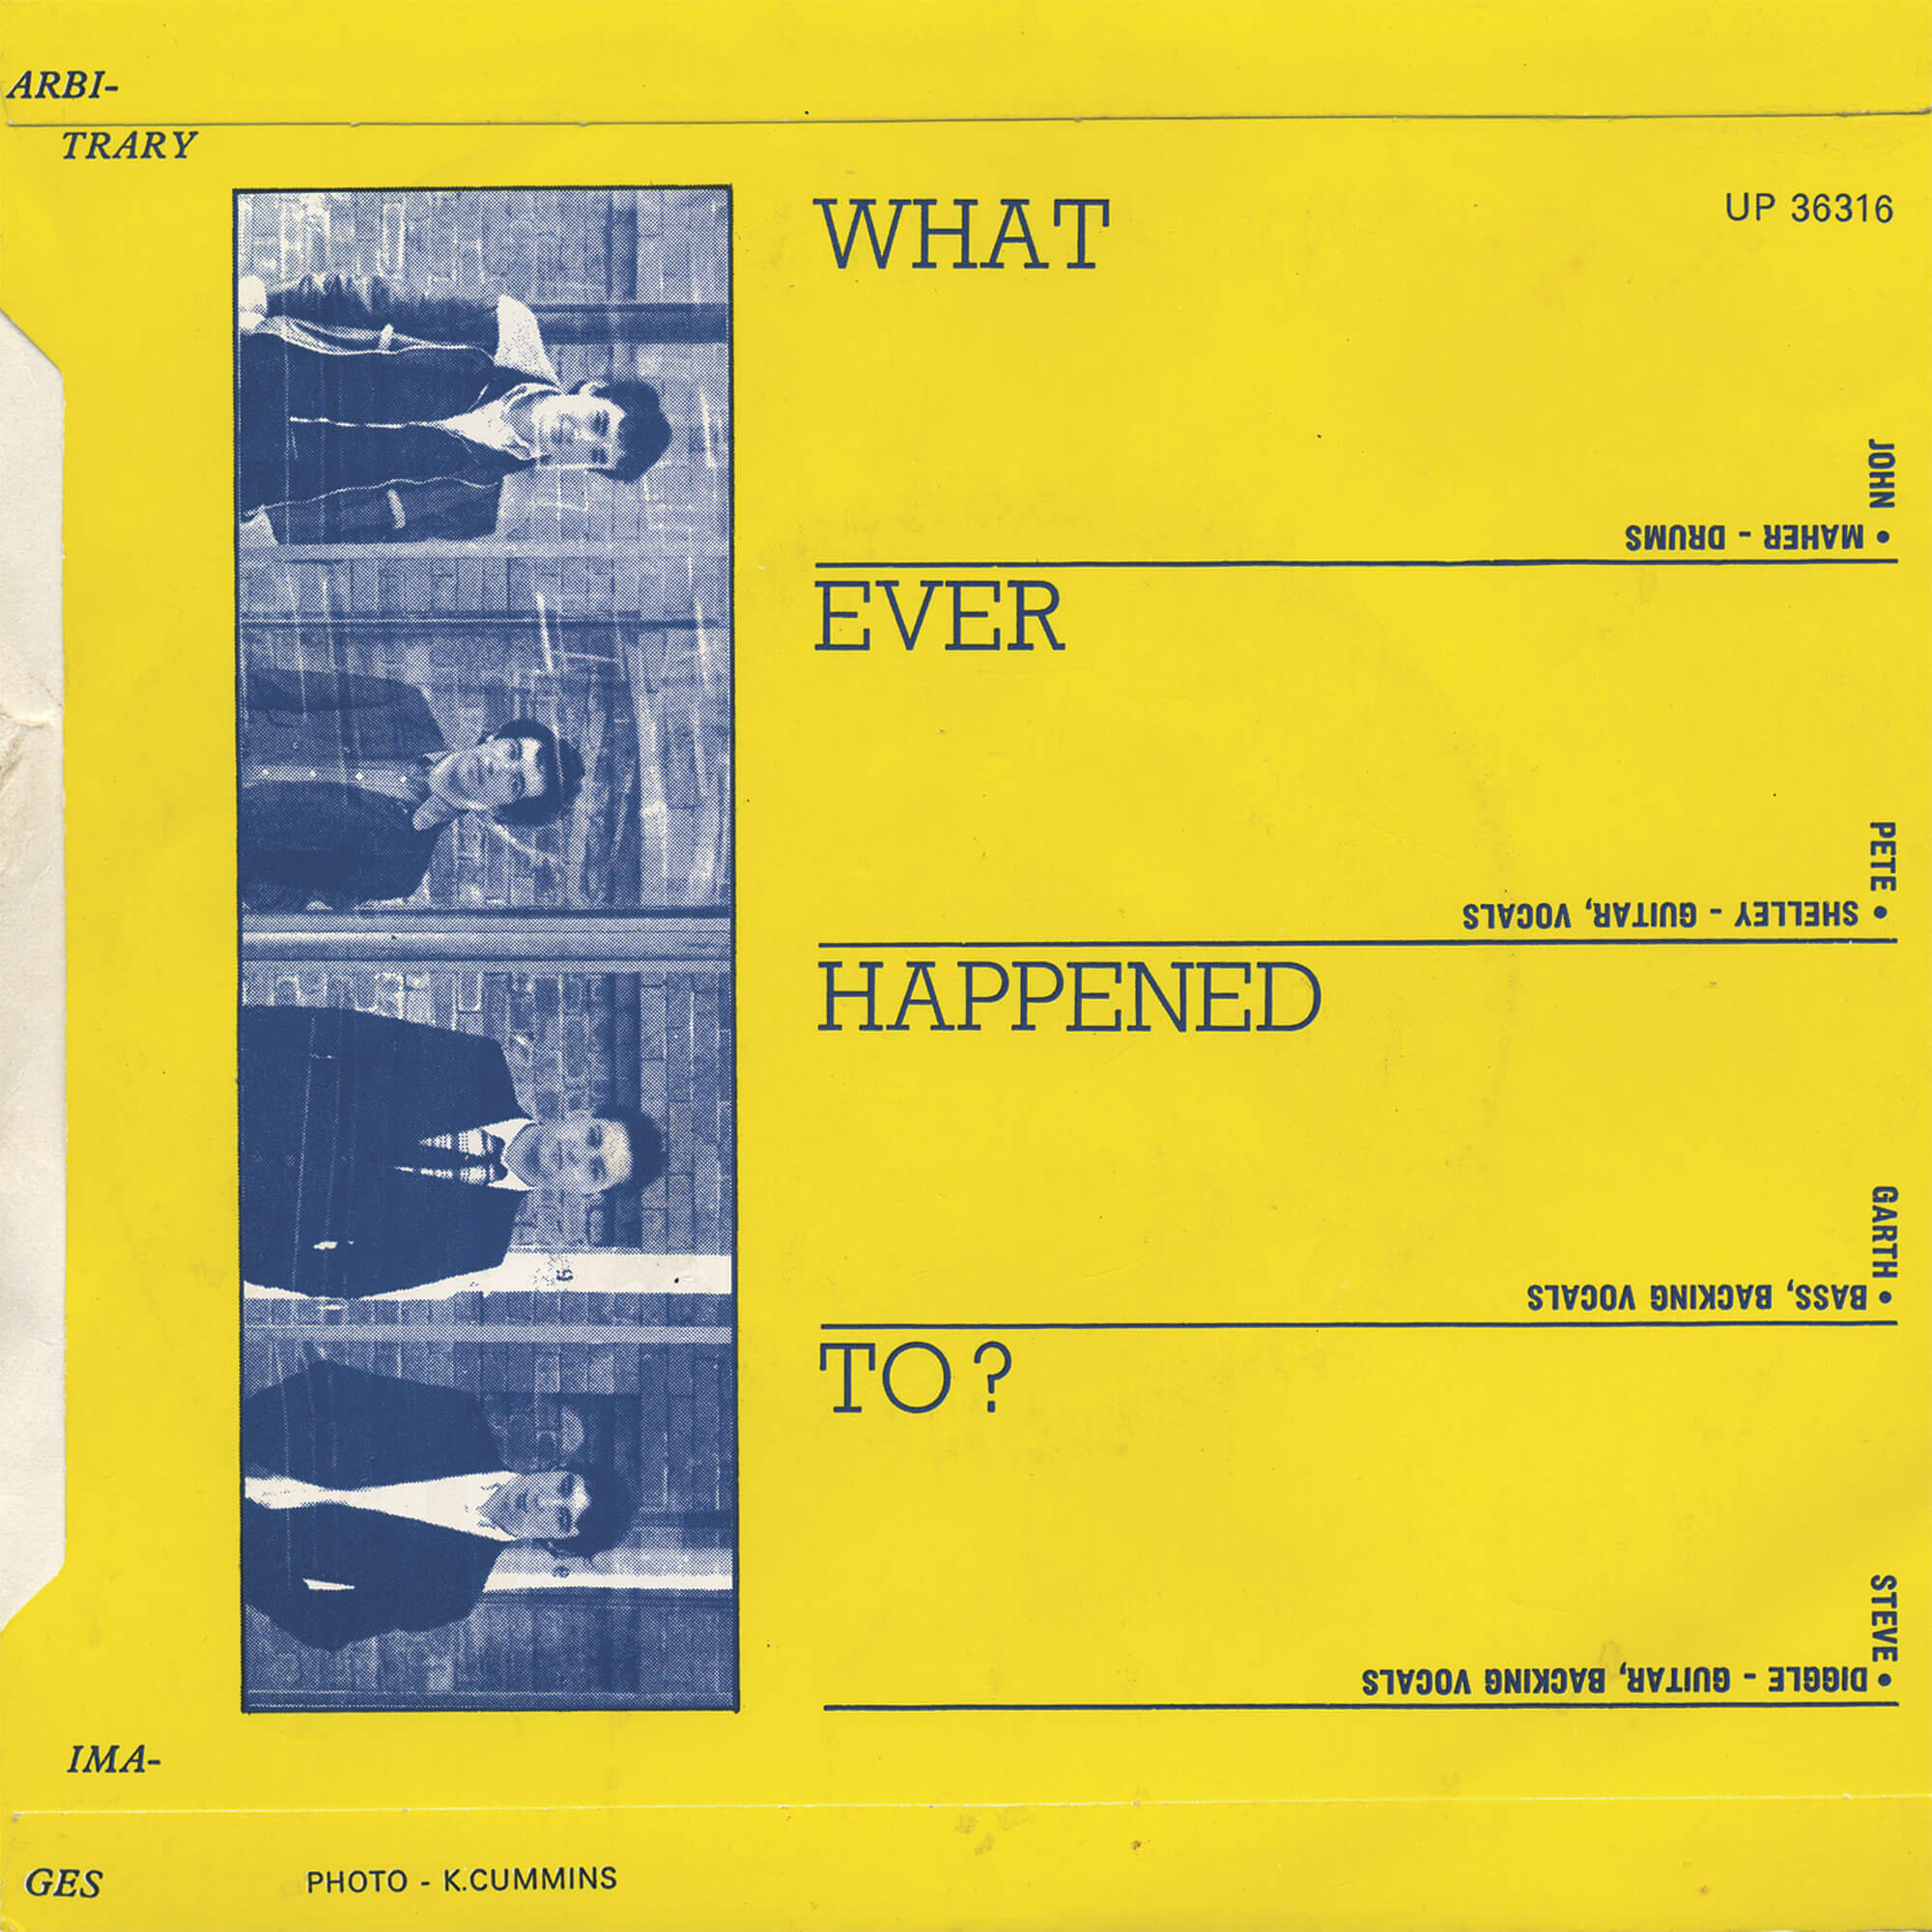 ARBI-
TRARY
WHAT
UP 36316
JOHN
• MAHER - DRUMS
EVER
PETE
• SHELLEY - GUITAR, VOCALS
HAPPENED
GARTH
• BASS, BACKING VOCALS
TO?
STEVE
• DIGGLE - GUITAR, BACKING VOCALS
IMA-
GES
PHOTO - K.CUMMINS